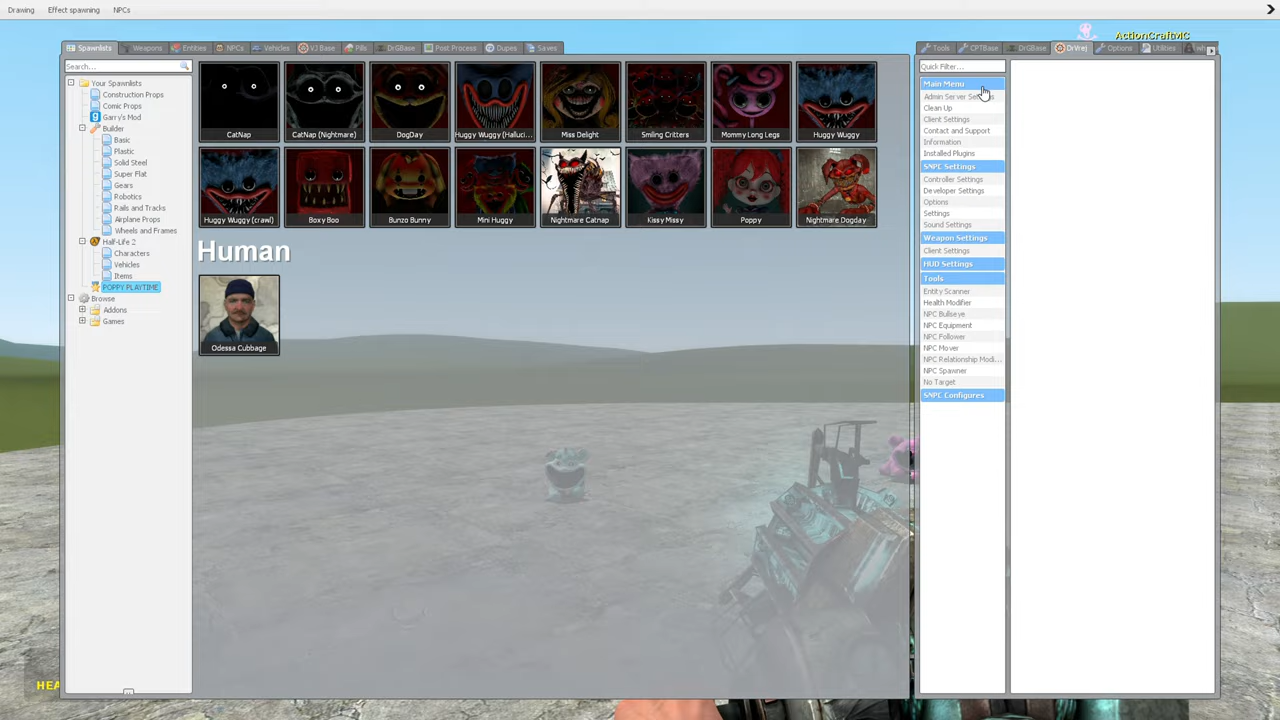 Drawing Effect spawning NPCs
ActionCraftMC
Spawnlists Weapons Entities NPCs Vehicles VJ Base Pills DrGBase Post Process Dupes Saves
Tools CPTBase DrGBase DrVrej Options Utilities
Search...
Your Spawnlists
Construction Props
Comic Props
Garry's Mod
Builder
Basic
Plastic
Solid Steel
Super Flat
Gears
Robotics
Rails and Tracks
Airplane Props
Wheels and Frames
Half-Life 2
Characters
Vehicles
Items
POPPY PLAYTIME
Browse
Addons
Games
CatNap CatNap (Nightmare) DogDay Huggy Wuggy (Halluci... Miss Delight Smiling Critters Mommy Long Legs Huggy Wuggy
Huggy Wuggy (crawl) Boxy Boo Bunzo Bunny Mini Huggy Nightmare Catnap Kissy Missy Poppy Nightmare Dogday
Human
Odessa Cubbage
Quick Filter...
Main Menu
Admin Server
Clean Up
Client Settings
Contact and Support
Information
Installed Plugins
SNPC Settings
Controller Settings
Developer Settings
Options
Settings
Sound Settings
Weapon Settings
Client Settings
HUD Settings
Tools
Entity Scanner
Health Modifier
NPC Bullseye
NPC Equipment
NPC Follower
NPC Mover
NPC Relationship Modi...
NPC Spawner
No Target
SNPC Configures
HEA